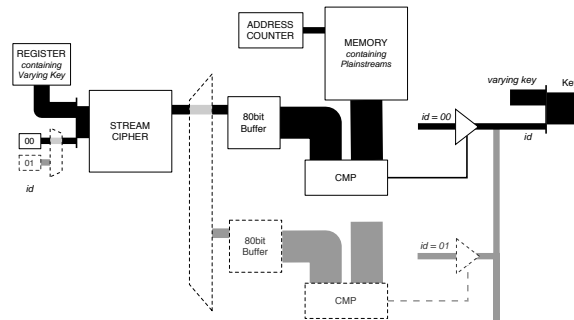 ADDRESS
COUNTER
MEMORY
containing
Plainstreams
REGISTER
containing
Varying Key
varying key
Ke
STREAM
CIPHER
80bit
Buffer
id = 00
id
00
01
id
CMP
80bit
Buffer
id = 01
CMP